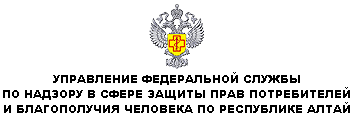 УПРАВЛЕНИЕ ФЕДЕРАЛЬНОЙ СЛУЖБЫ
ПО НАДЗОРУ В СФЕРЕ ЗАЩИТЫ ПРАВ ПОТРЕБИТЕЛЕЙ
И БЛАГОПОЛУЧИЯ ЧЕЛОВЕКА ПО РЕСПУБЛИКЕ АЛТАЙ